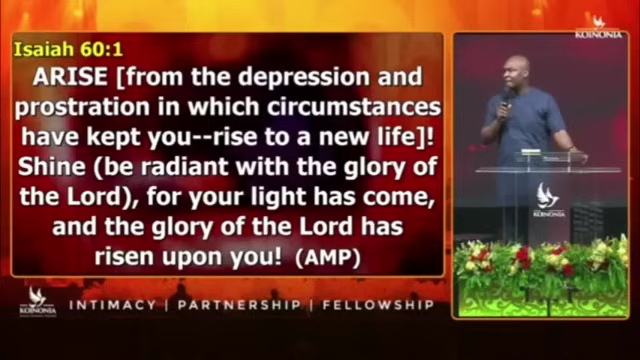 Isaiah 60:1
ARISE [from the depression and
prostration in which circumstances
have kept you--rise to a new life]!
Shine (be radiant with the glory of
the Lord), for your light has come,
and the glory of the Lord has
risen upon you! (AMP)
KOINONIA
KOINONIA
KOINONIA
INTIMACY | PARTNERSHIP | FELLOWSHIP